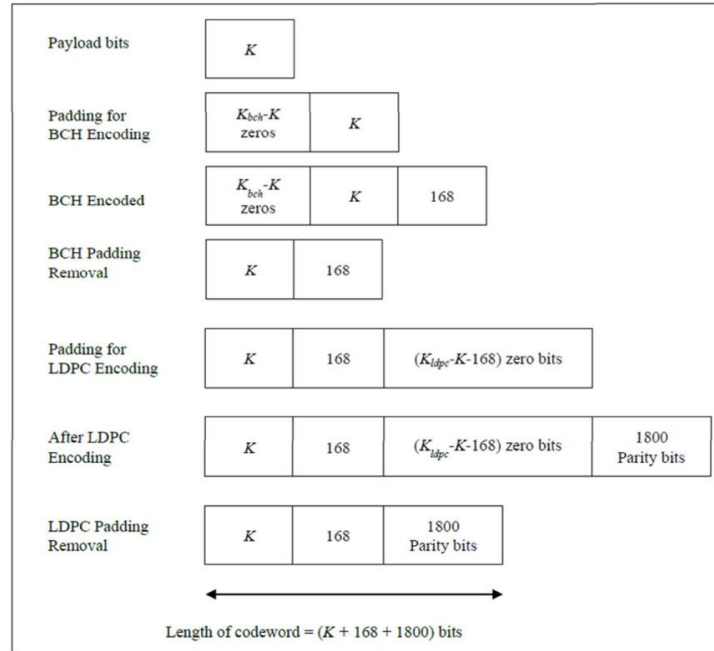 Payload bits
K
Padding for
BCH Encoding
Kbch-K
zeros
K
BCH Encoded
Kbch-K
zeros
K
168
BCH Padding
Removal
K
168
Padding for
LDPC Encoding
K
168
(Kldpc-K-168) zero bits
After LDPC
Encoding
K
168
(Kldpc-K-168) zero bits
1800
Parity bits
LDPC Padding
Removal
K
168
1800
Parity bits
Length of codeword = (K + 168 + 1800) bits